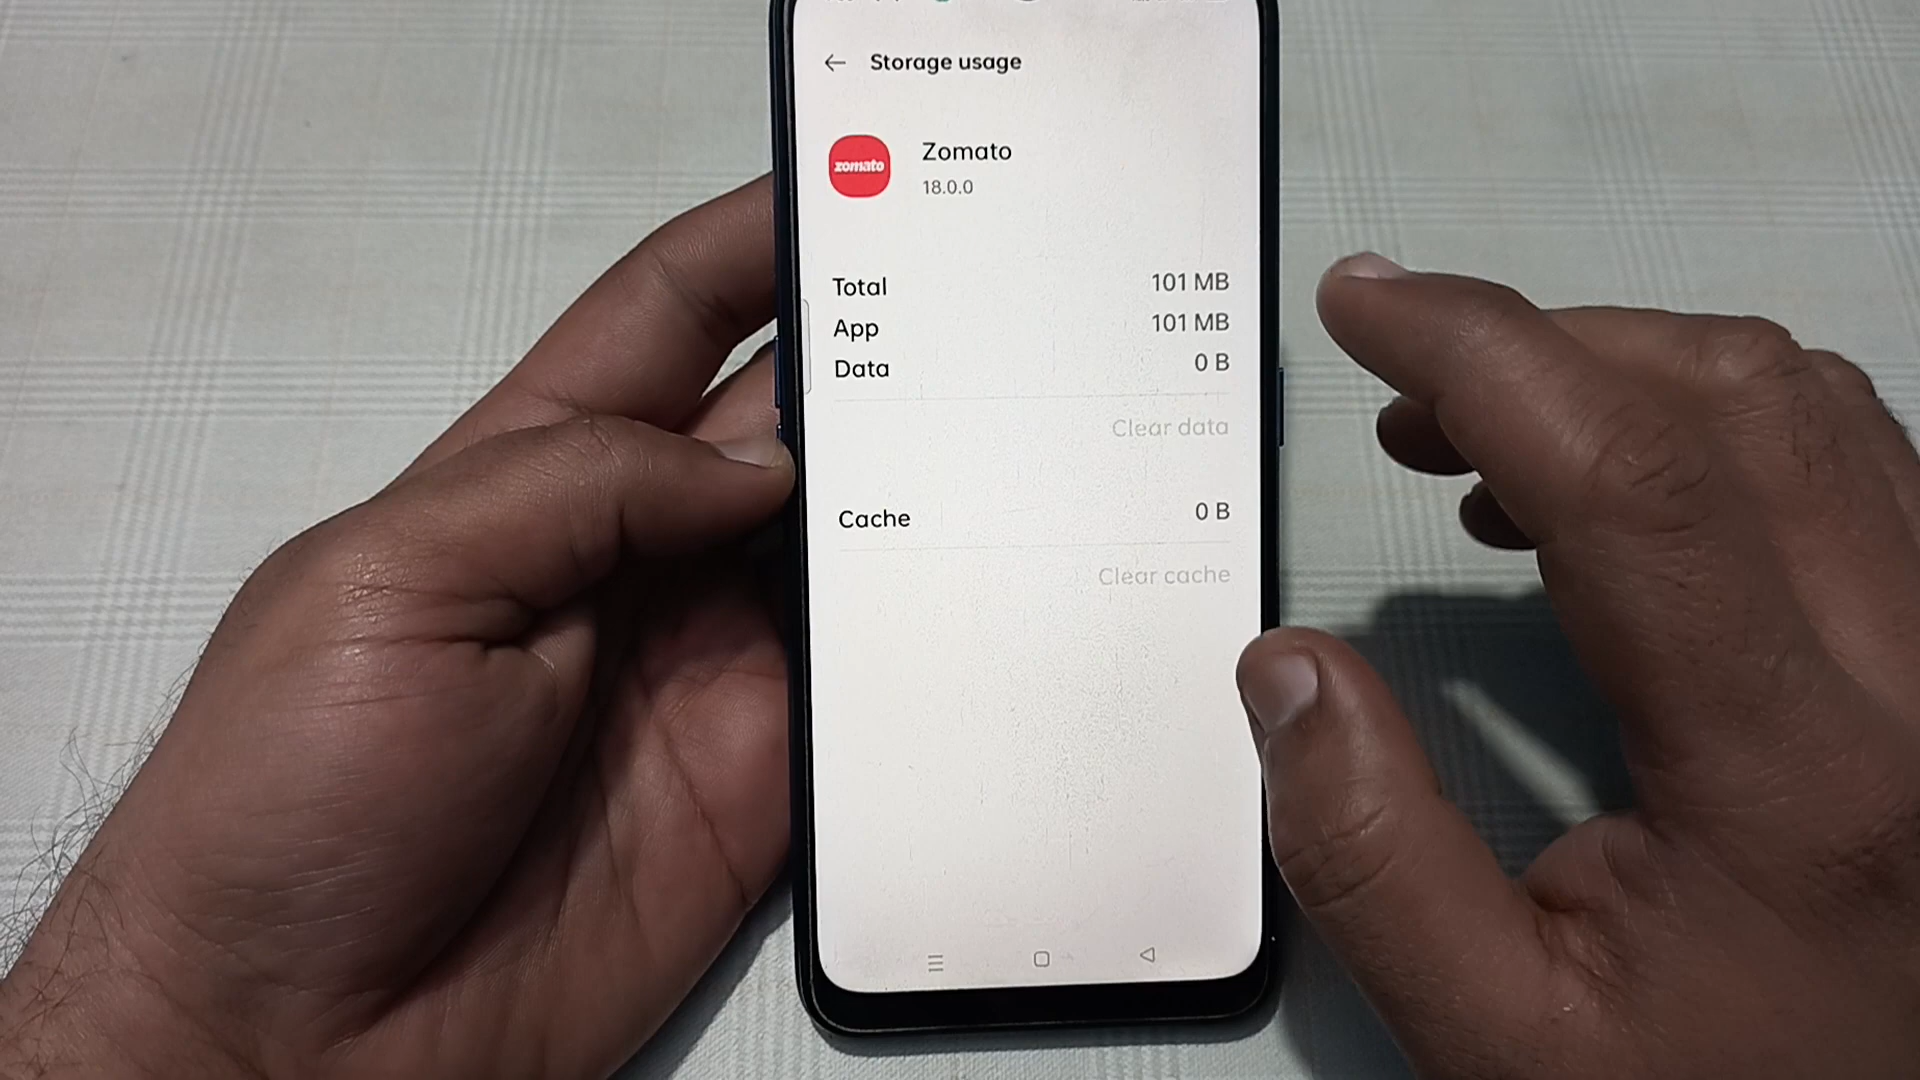 Storage usage
zomato
Zomato
18.0.0
Total 101 MB
App 101 MB
Data 0 B
Clear data
Cache 0 B
Clear cache